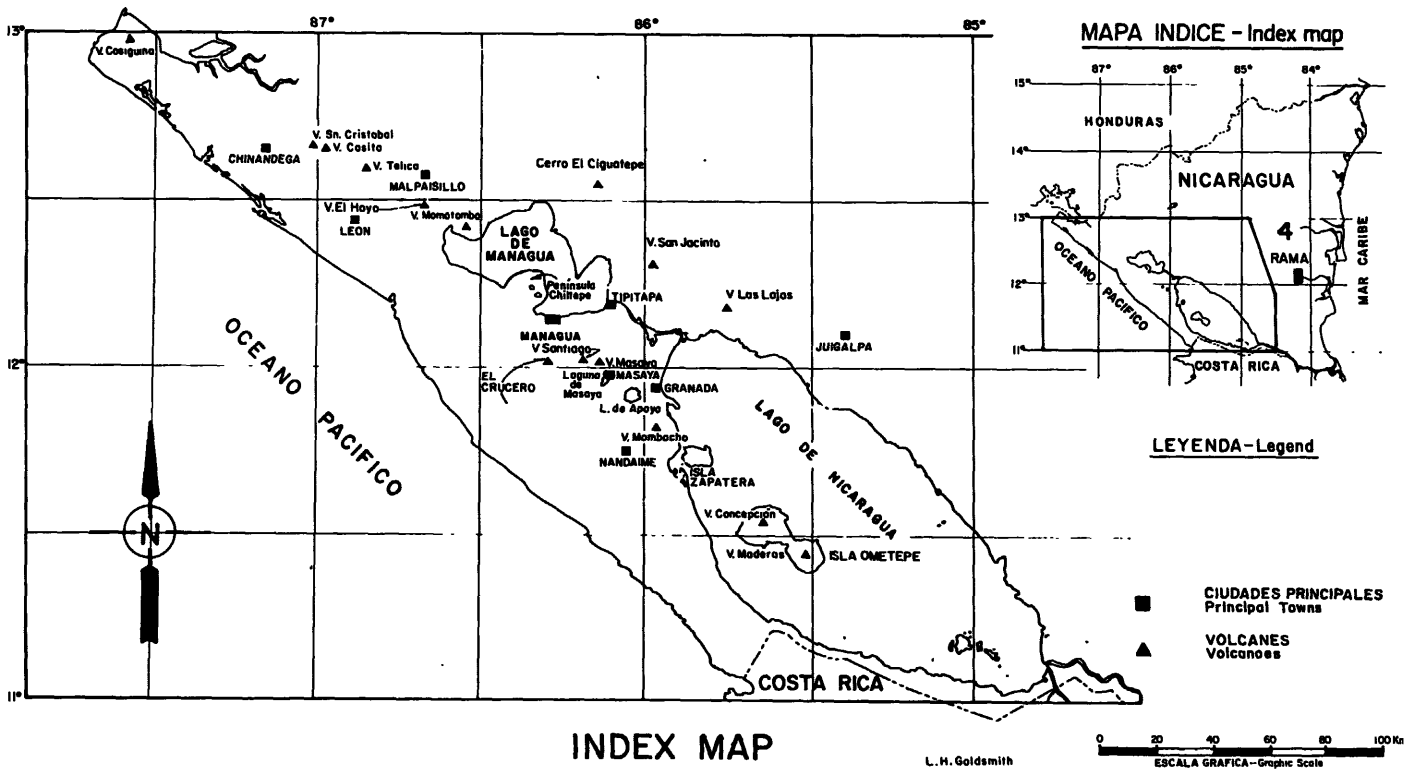 13°
87°
86°
85°
V. Cosiguina
V. Sn. Cristobal
V. Casita
CHINANDEGA
V. Telica
MALPAISILLO
Cerro El Ciguatepe
V. El Hoyo
LEON
V. Momotombo
LAGO
DE
MANAGUA
V. San Jacinto
Peninsula
Chiltepe
TIPITAPA
V Las Lajas
MANAGUA
JUIGALPA
V Santiago
V. Masaya
12°
EL
CRUCERO
Laguna
de
Masaya
MASAYA
GRANADA
L. de Apoyo
V. Mombacho
NANDAIME
ISLA
ZAPATERA
OCEANO PACIFICO
LAGO DE NICARAGUA
V. Concepción
V. Maderas
ISLA OMETEPE
N
COSTA RICA
11°
INDEX MAP
L. H. Goldsmith
MAPA INDICE - Index map
87° 86° 85° 84°
15°
HONDURAS
14°
NICARAGUA
13°
4
RAMA
12°
OCEANO PACIFICO
MAR CARIBE
11°
COSTA RICA
LEYENDA-Legend
CIUDADES PRINCIPALES
Principal Towns
VOLCANES
Volcanoes
0 20 40 60 80 100 Km
ESCALA GRAFICA-Graphic Scale